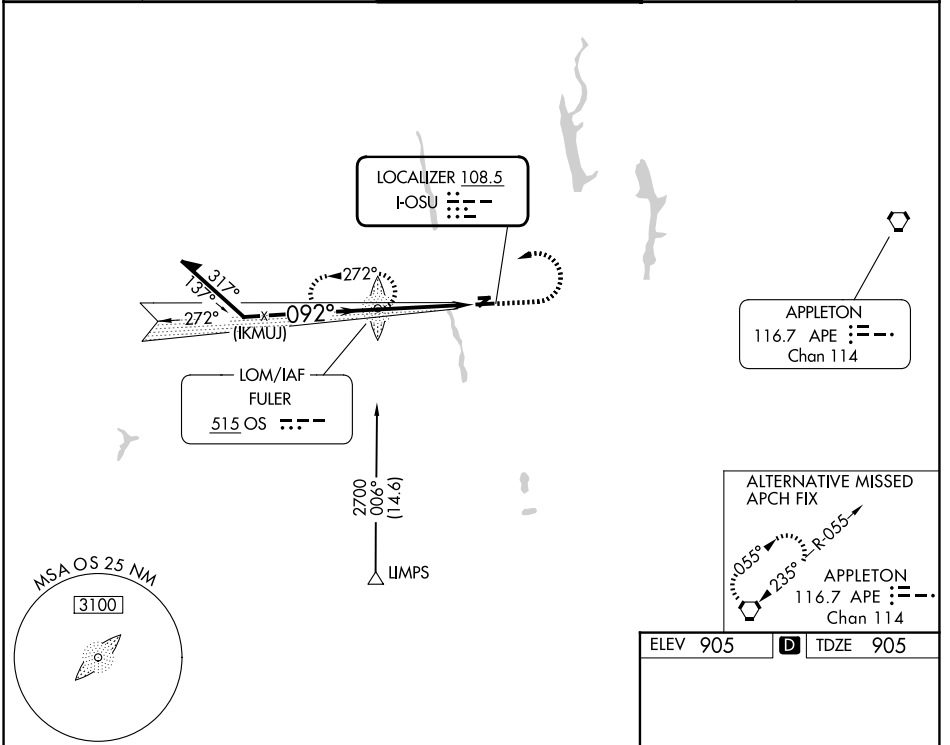 LOCALIZER 108.5
I-OSU
272°
317°
137°
272°
092°
(IKMUJ)
LOM/IAF
FULER
515 OS
APPLETON
116.7 APE
Chan 114
2700
006°
(14.6)
LIMPS
MSA OS 25 NM
3100
ALTERNATIVE MISSED
APCH FIX
055°
R-055
235°
APPLETON
116.7 APE
Chan 114
ELEV 905 D TDZE 905